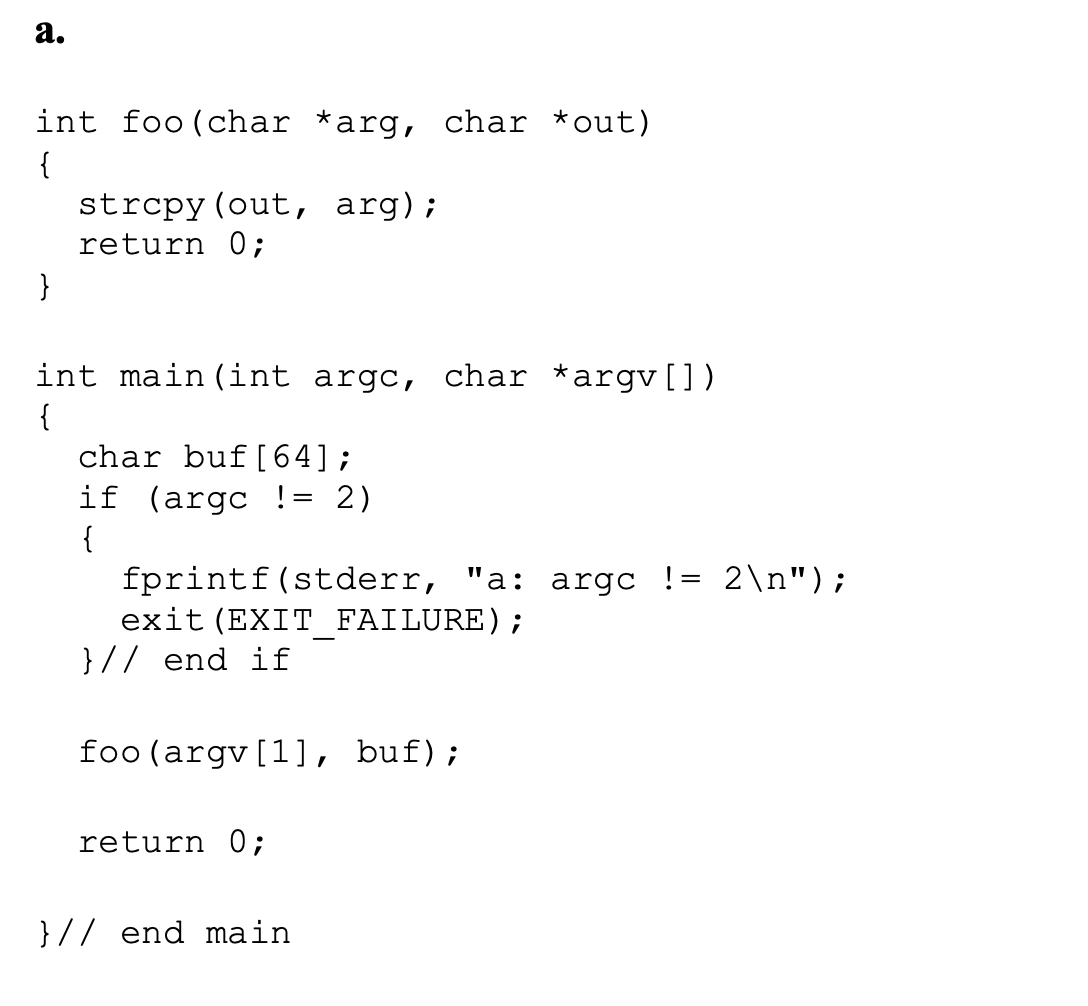 a.
int foo(char *arg, char *out)
{
  strcpy(out, arg);
  return 0;
}
int main(int argc, char *argv[])
{
  char buf[64];
  if (argc != 2)
  {
    fprintf(stderr, "a: argc != 2\n");
    exit(EXIT_FAILURE);
  }// end if
  foo(argv[1], buf);
  return 0;
}// end main